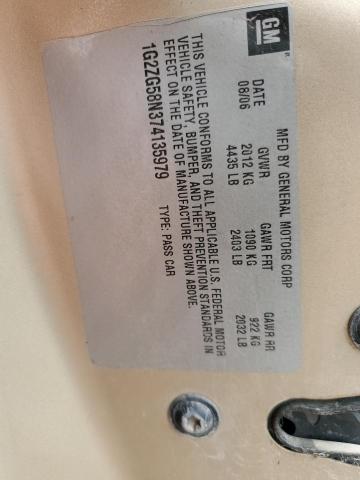 GM
MFD BY GENERAL MOTORS CORP
DATE GVWR GAWR FRT GAWR RR
08/06 2012 KG 1090 KG 922 KG
4435 LB 2403 LB 2032 LB
THIS VEHICLE CONFORMS TO ALL APPLICABLE U.S. FEDERAL MOTOR
VEHICLE SAFETY, BUMPER, AND THEFT PREVENTION STANDARDS IN
EFFECT ON THE DATE OF MANUFACTURE SHOWN ABOVE.
1G2ZG58N374135979 TYPE: PASS CAR